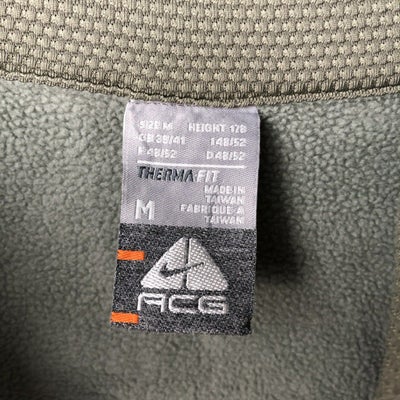 SIZE M HEIGHT 178
GB 38/41 I 48/52
F 48/52 D 48/52
THERMA-FIT
M
MADE IN
TAIWAN
FABRIQUE-A
TAIWAN
ACG